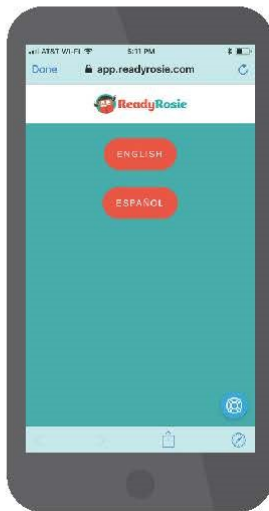 AT&T Wi-Fi 5:11 PM
Done app.readyrosie.com
ReadyRosie
ENGLISH
ESPAÑOL